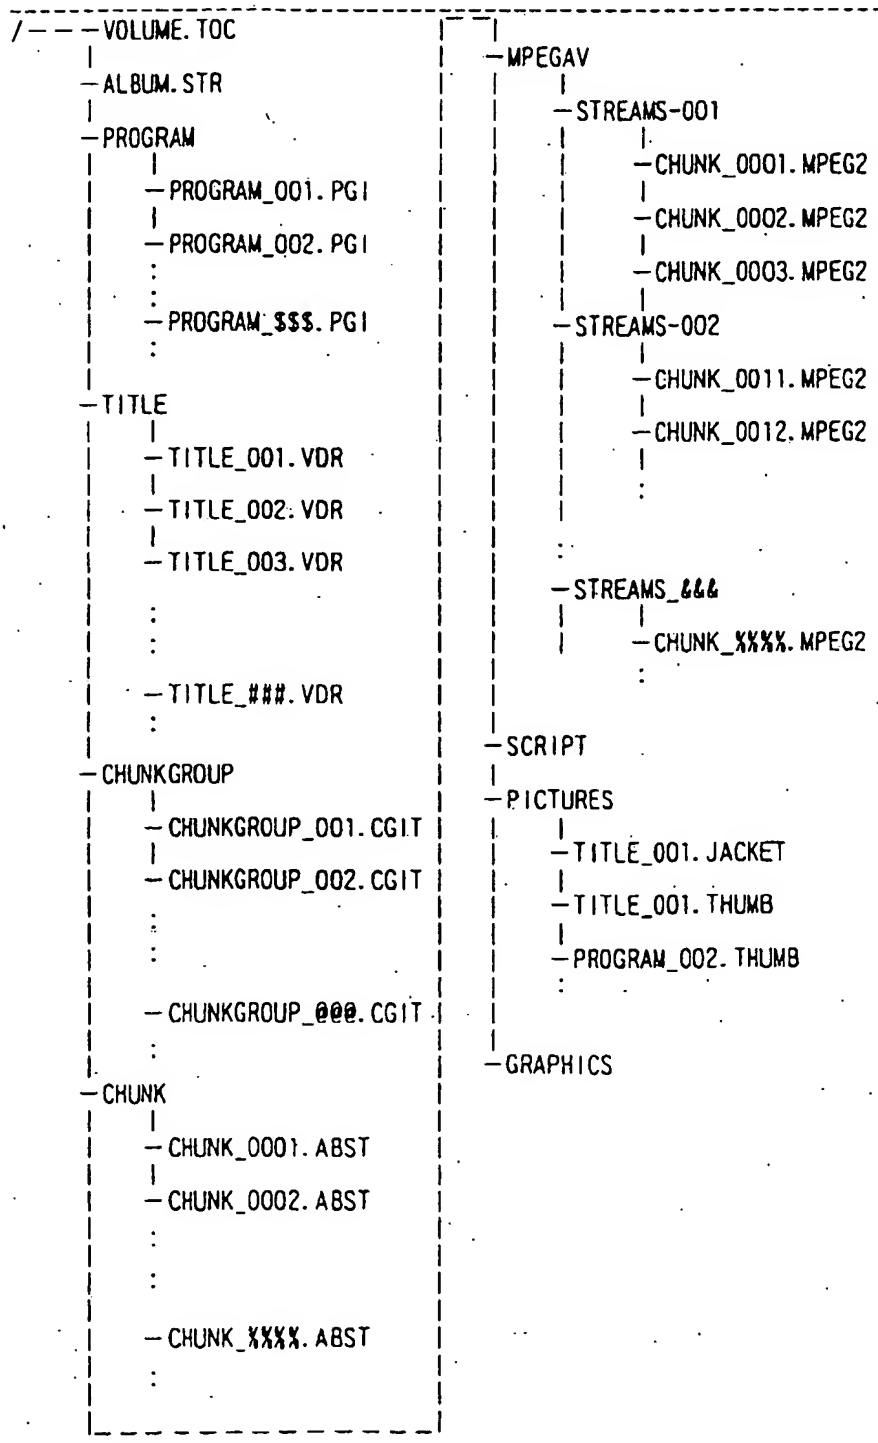 /
VOLUME.TOC
ALBUM.STR
PROGRAM
PROGRAM_001.PGI
PROGRAM_002.PGI
:
:
PROGRAM_$$$.PGI
:
TITLE
TITLE_001.VDR
TITLE_002.VDR
TITLE_003.VDR
:
:
TITLE_###.VDR
:
CHUNKGROUP
CHUNKGROUP_001.CGIT
CHUNKGROUP_002.CGIT
:
:
CHUNKGROUP_@@@.CGIT
:
CHUNK
CHUNK_0001.ABST
CHUNK_0002.ABST
:
:
CHUNK_%%%%.ABST
:
MPEGAV
STREAMS-001
CHUNK_0001.MPEG2
CHUNK_0002.MPEG2
CHUNK_0003.MPEG2
STREAMS-002
CHUNK_0011.MPEG2
CHUNK_0012.MPEG2
:
:
STREAMS_&&&
CHUNK_%%%%.MPEG2
:
SCRIPT
PICTURES
TITLE_001.JACKET
TITLE_001.THUMB
PROGRAM_002.THUMB
:
GRAPHICS